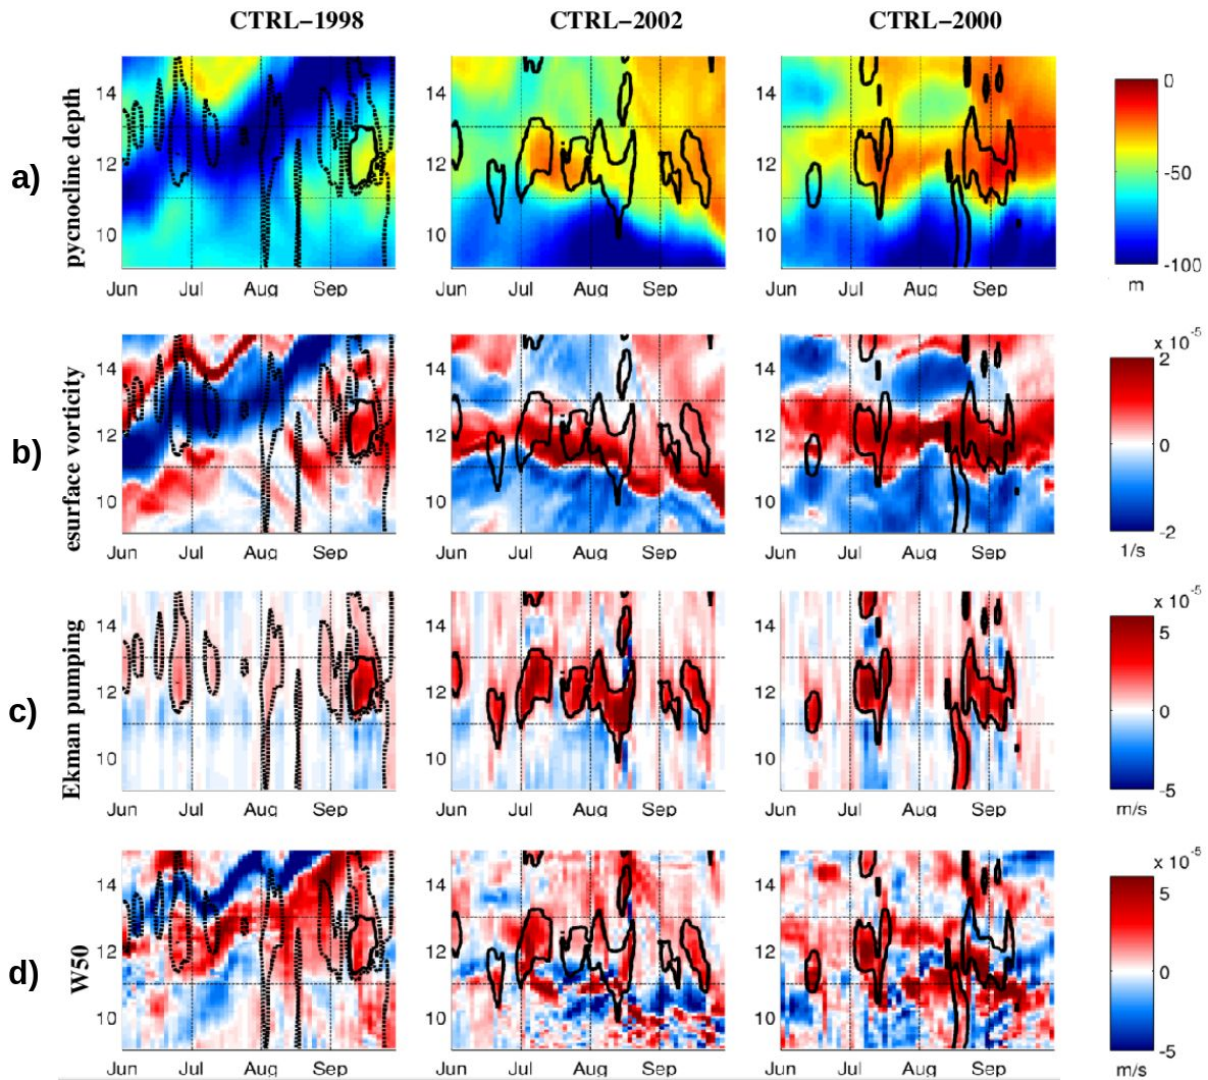 CTRL−1998 CTRL−2002 CTRL−2000
a)
pycnocline depth
14
12
10
Jun Jul Aug Sep
14
12
10
Jun Jul Aug Sep
14
12
10
Jun Jul Aug Sep
0
-50
-100
m
b)
esurface vorticity
14
12
10
Jun Jul Aug Sep
14
12
10
Jun Jul Aug Sep
14
12
10
Jun Jul Aug Sep
x 10^-5
2
0
-2
1/s
c)
Ekman pumping
14
12
10
Jun Jul Aug Sep
14
12
10
Jun Jul Aug Sep
14
12
10
Jun Jul Aug Sep
x 10^-5
5
0
-5
m/s
d)
W50
14
12
10
Jun Jul Aug Sep
14
12
10
Jun Jul Aug Sep
14
12
10
Jun Jul Aug Sep
x 10^-5
5
0
-5
m/s